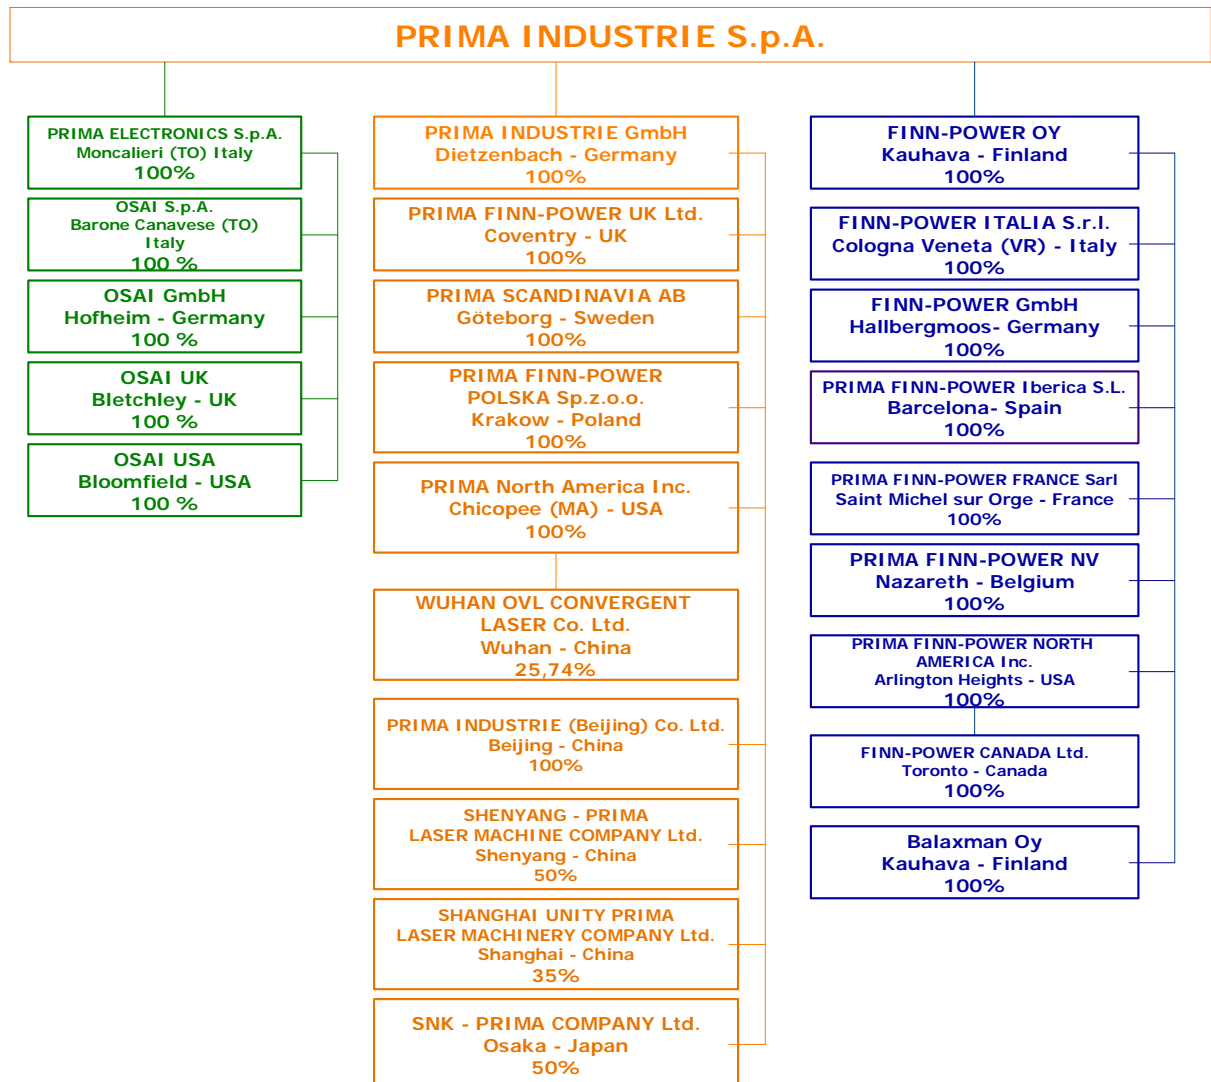 PRIMA INDUSTRIE S.p.A.
PRIMA ELECTRONICS S.p.A.
Moncalieri (TO) Italy
100%
OSAI S.p.A.
Barone Canavese (TO)
Italy
100 %
OSAI GmbH
Hofheim - Germany
100 %
OSAI UK
Bletchley - UK
100 %
OSAI USA
Bloomfield - USA
100 %
PRIMA INDUSTRIE GmbH
Dietzenbach - Germany
100%
PRIMA FINN-POWER UK Ltd.
Coventry - UK
100%
PRIMA SCANDINAVIA AB
Göteborg - Sweden
100%
PRIMA FINN-POWER
POLSKA Sp.z.o.o.
Krakow - Poland
100%
PRIMA North America Inc.
Chicopee (MA) - USA
100%
WUHAN OVL CONVERGENT
LASER Co. Ltd.
Wuhan - China
25,74%
PRIMA INDUSTRIE (Beijing) Co. Ltd.
Beijing - China
100%
SHENYANG - PRIMA
LASER MACHINE COMPANY Ltd.
Shenyang - China
50%
SHANGHAI UNITY PRIMA
LASER MACHINERY COMPANY Ltd.
Shanghai - China
35%
SNK - PRIMA COMPANY Ltd.
Osaka - Japan
50%
FINN-POWER OY
Kauhava - Finland
100%
FINN-POWER ITALIA S.r.l.
Cologna Veneta (VR) - Italy
100%
FINN-POWER GmbH
Hallbergmoos- Germany
100%
PRIMA FINN-POWER Iberica S.L.
Barcelona- Spain
100%
PRIMA FINN-POWER FRANCE Sarl
Saint Michel sur Orge - France
100%
PRIMA FINN-POWER NV
Nazareth - Belgium
100%
PRIMA FINN-POWER NORTH
AMERICA Inc.
Arlington Heights - USA
100%
FINN-POWER CANADA Ltd.
Toronto - Canada
100%
Balaxman Oy
Kauhava - Finland
100%